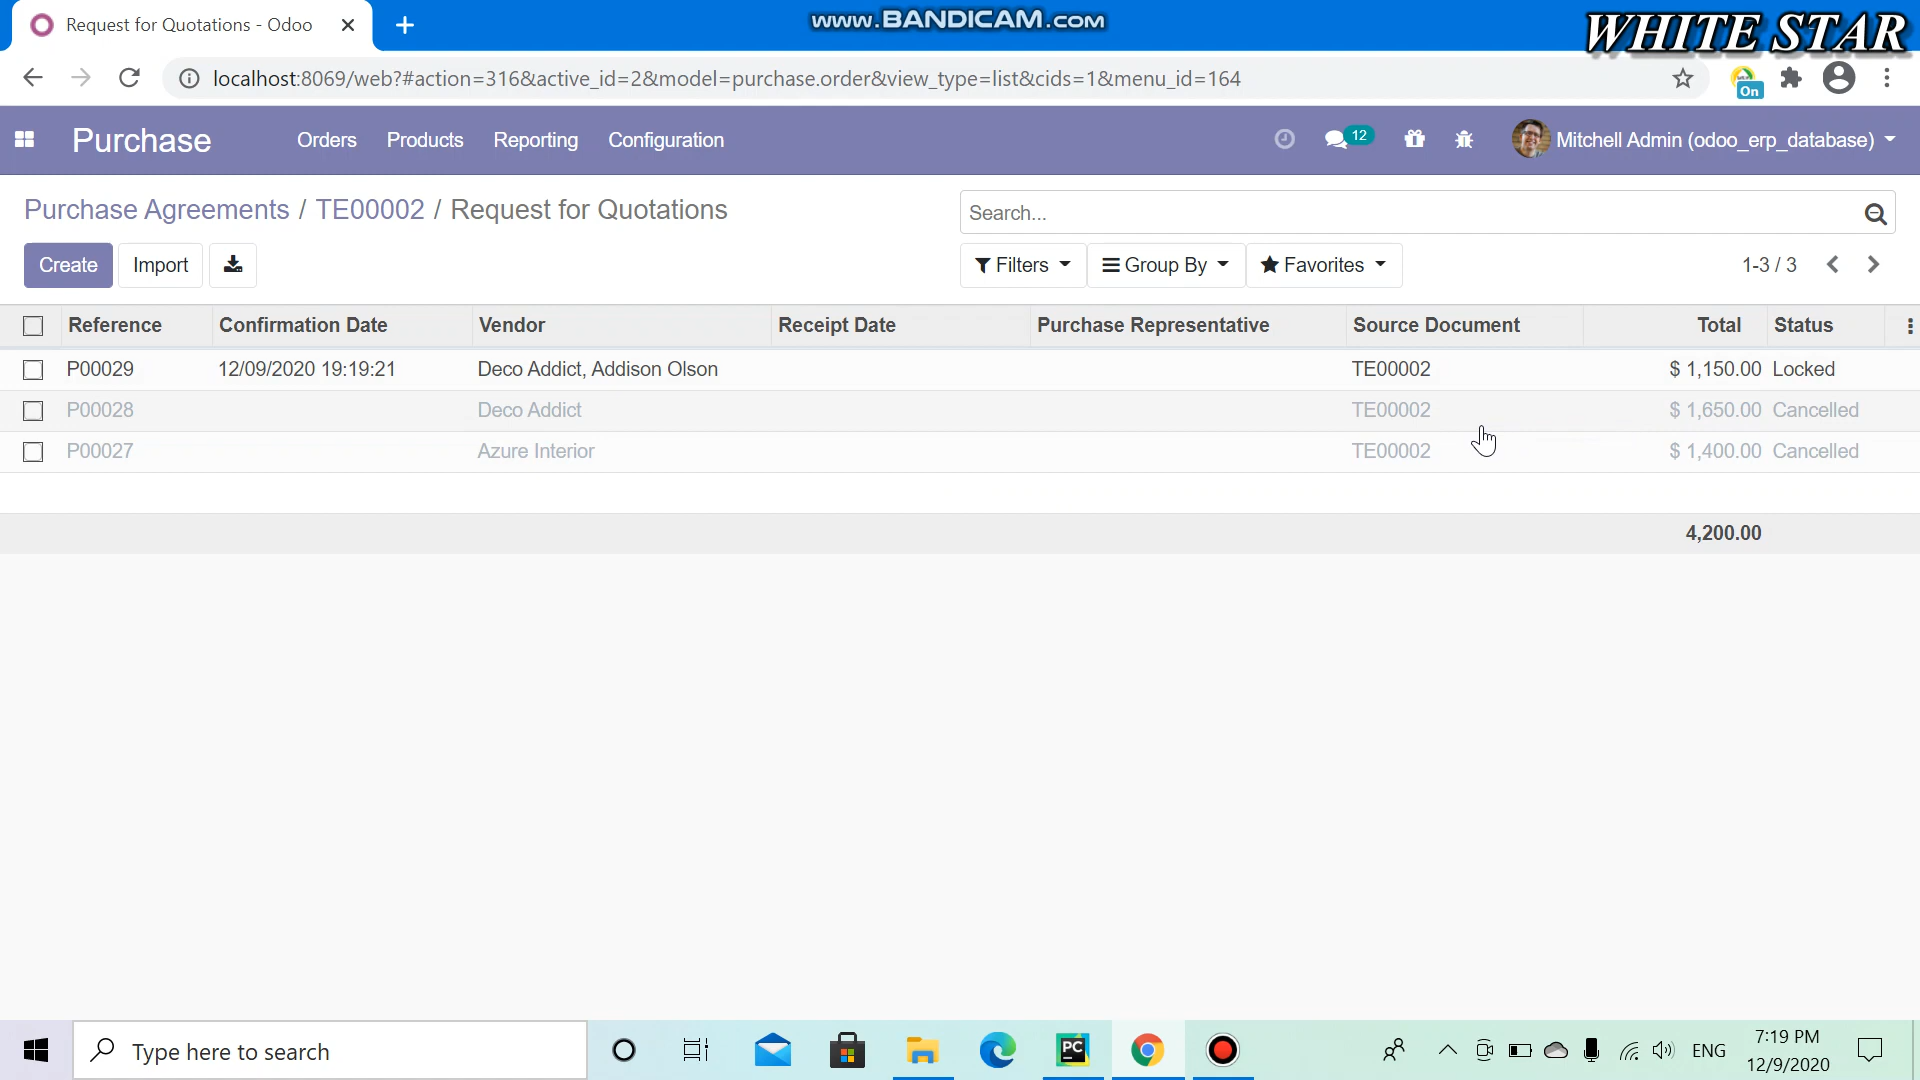 Request for Quotations - Odoo
www.BANDICAM.com
WHITE STAR
localhost:8069/web?#action=316&active_id=2&model=purchase.order&view_type=list&cids=1&menu_id=164
On
Purchase Orders Products Reporting Configuration 12 Mitchell Admin (odoo_erp_database)
Purchase Agreements / TE00002 / Request for Quotations
Search...
Create Import Filters Group By Favorites 1-3 / 3
Reference Confirmation Date Vendor Receipt Date Purchase Representative Source Document Total Status
P00029 12/09/2020 19:19:21 Deco Addict, Addison Olson TE00002 $ 1,150.00 Locked
P00028 Deco Addict TE00002 $ 1,650.00 Cancelled
P00027 Azure Interior TE00002 $ 1,400.00 Cancelled
4,200.00
Type here to search
PC
ENG
7:19 PM
12/9/2020